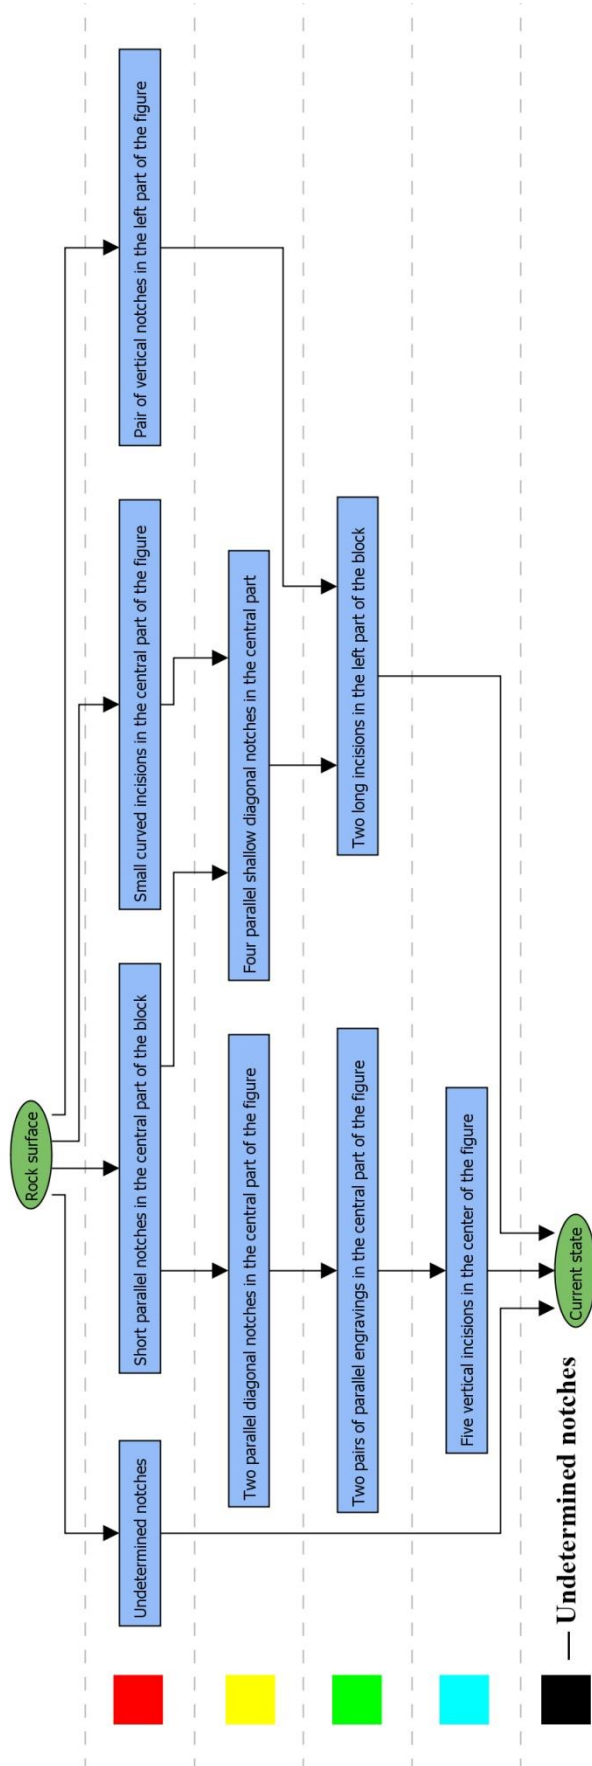 Rock surface
Undetermined notches
Short parallel notches in the central part of the block
Small curved incisions in the central part of the figure
Pair of vertical notches in the left part of the figure
Two parallel diagonal notches in the central part of the figure
Four parallel shallow diagonal notches in the central part
Two pairs of parallel engravings in the central part of the figure
Two long incisions in the left part of the block
Five vertical incisions in the center of the figure
— Undetermined notches
Current state